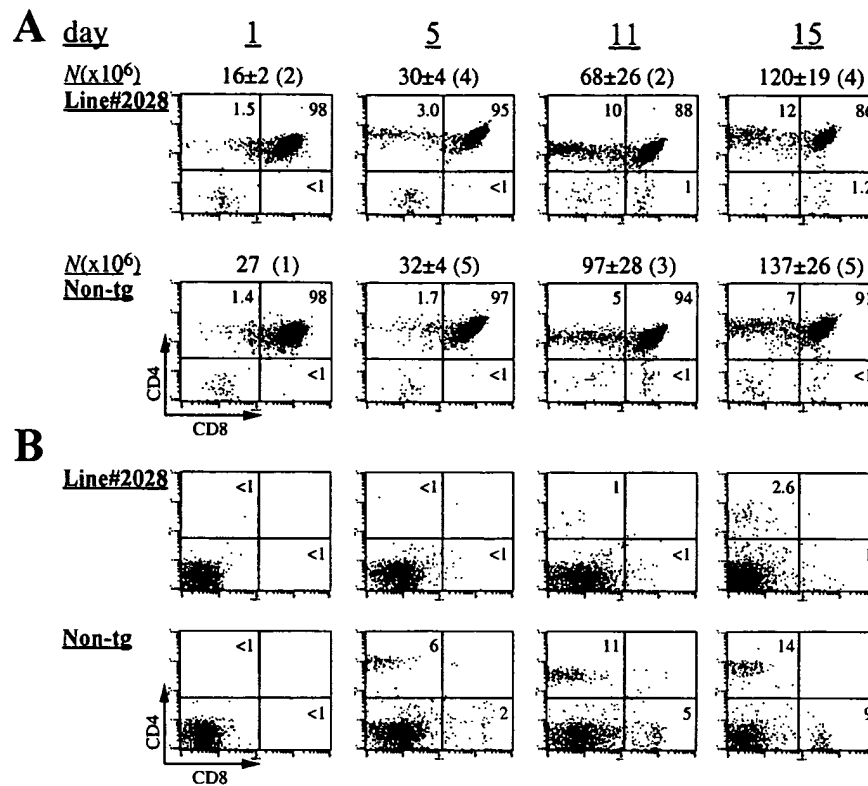 A day 1 5 11 15
N(x10⁶) 16±2 (2) 30±4 (4) 68±26 (2) 120±19 (4)
Line#2028
1.5 98 3.0 95 10 88 12
<1 <1 1 1.2
N(x10⁶) 27 (1) 32±4 (5) 97±28 (3) 137±26 (5)
Non-tg
1.4 98 1.7 97 5 94 7
<1 <1 <1
CD4
CD8
B
Line#2028
<1 <1 1 2.6
<1 <1 <1
Non-tg
<1 6 11 14
<1 2 5
CD4
CD8